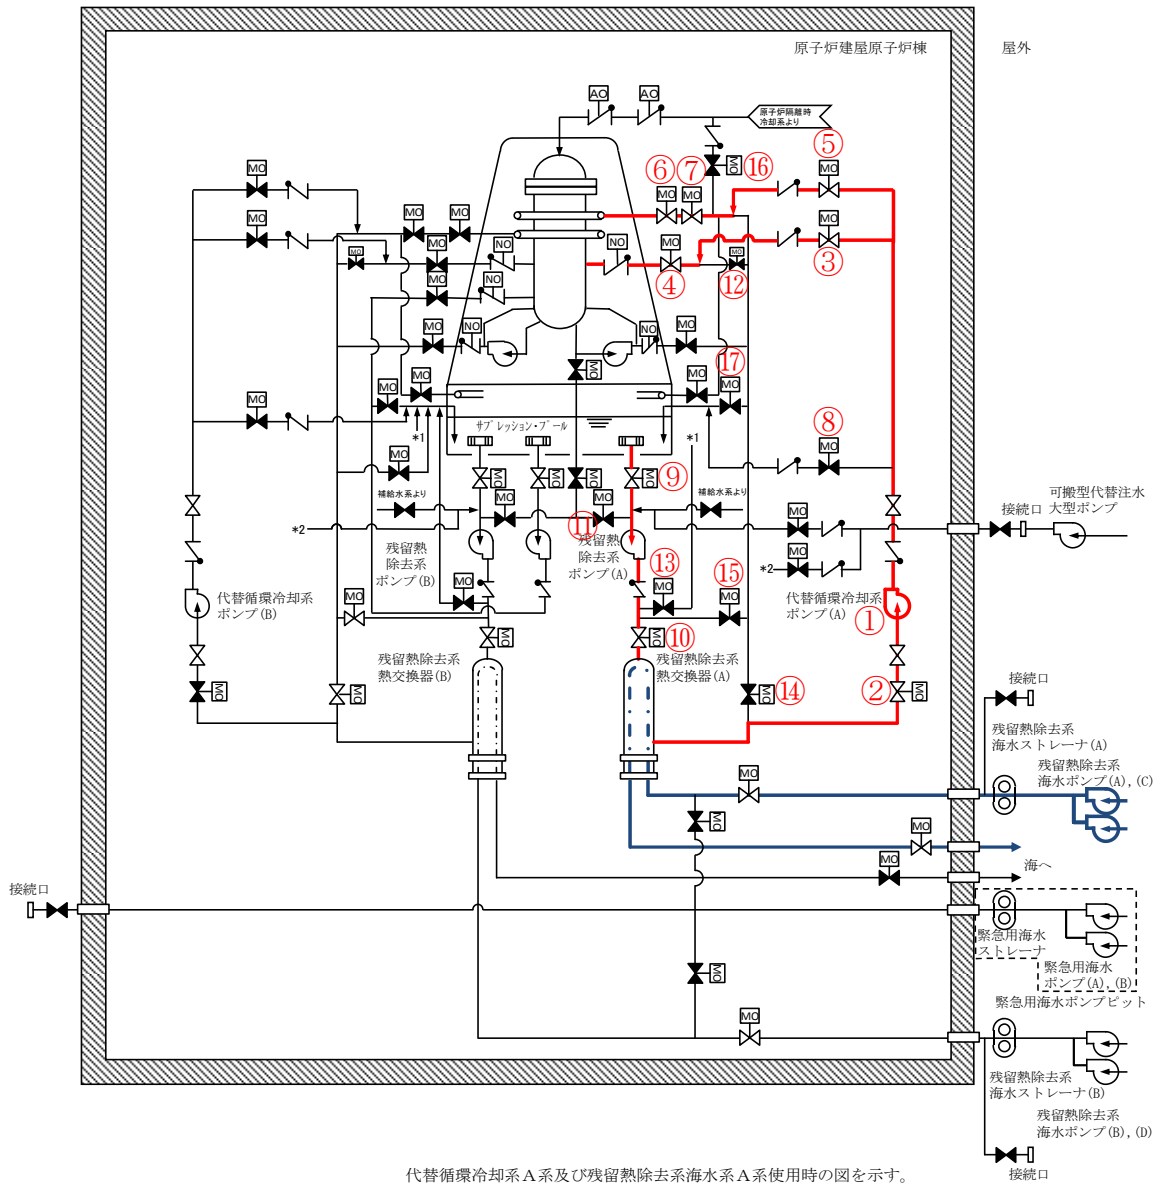 原子炉建屋原子炉棟
屋外
AO
AO
原子炉隔離時
冷却系より
⑤
MO
MO
⑥
⑦
MO
⑯
MO
MO
MO
MO
MO
MO
MO
NO
NO
MO
MO
③
MO
MO
④
MO
⑫
NO
MO
MO
NO
NO
MO
⑰
MO
MO
MO
MO
MO
MO
サプレッション・プール
*1
*1
⑧
MO
MO
MO
MO
MO
⑨
補給水系より
補給水系より
MO
MO
⑪
*2
MO
接続口
可搬型代替注水
大型ポンプ
残留熱
除去系
ポンプ(B)
残留熱
除去系
ポンプ(A)
MO
*2
⑬
⑮
MO
MO
MO
MO
代替循環冷却系
ポンプ(B)
代替循環冷却系
ポンプ(A)
①
MO
MO
⑩
残留熱除去系
熱交換器(B)
残留熱除去系
熱交換器(A)
MO
MO
⑭
MO
②
MO
接続口
残留熱除去系
海水ストレーナ(A)
残留熱除去系
海水ポンプ(A),(C)
MO
MO
MO
MO
海へ
接続口
緊急用海水
ストレーナ
緊急用海水
ポンプ(A),(B)
MO
緊急用海水ポンプピット
MO
残留熱除去系
海水ストレーナ(B)
残留熱除去系
海水ポンプ(B),(D)
接続口
代替循環冷却系A系及び残留熱除去系海水系A系使用時の図を示す。